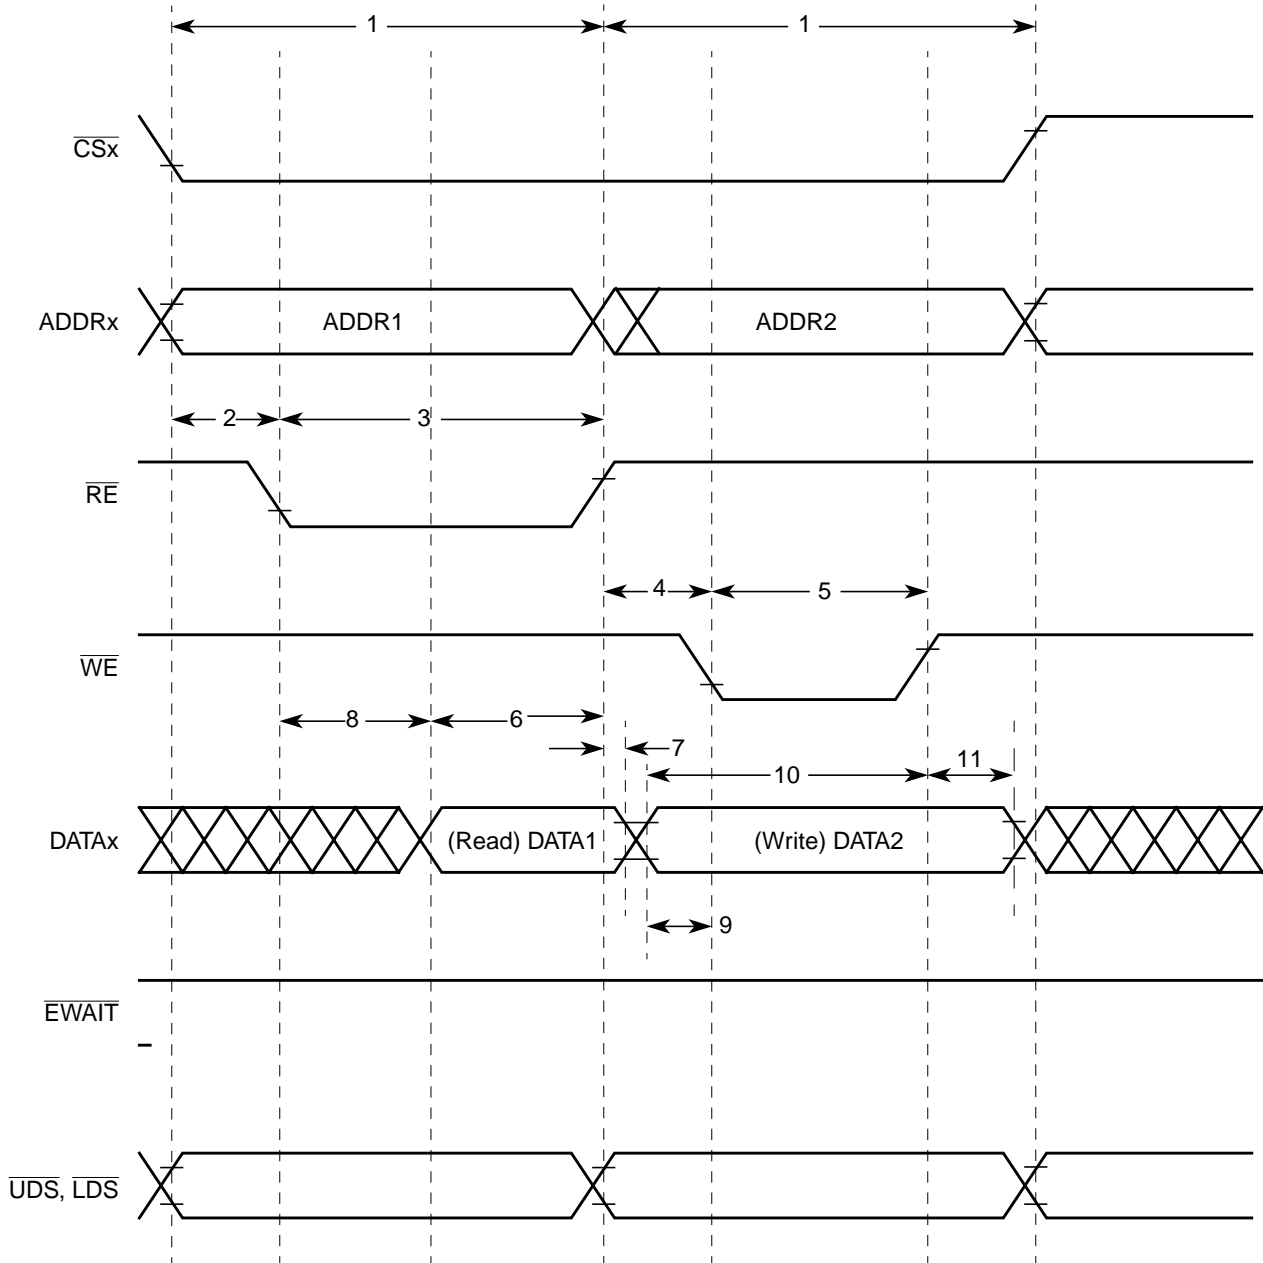 1 1
CSx
ADDRx ADDR1 ADDR2
2 3
RE
4 5
WE
8 6
7
10 11
DATAx (Read) DATA1 (Write) DATA2
9
EWAIT
UDS, LDS